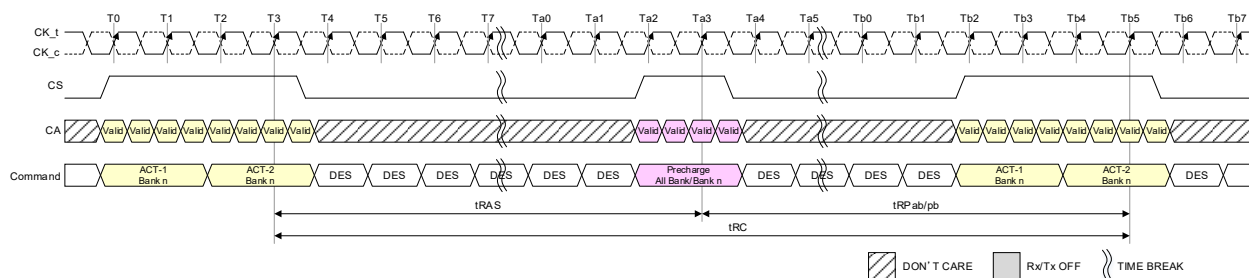 T0 T1 T2 T3 T4 T5 T6 T7 Ta0 Ta1 Ta2 Ta3 Ta4 Ta5 Tb0 Tb1 Tb2 Tb3 Tb4 Tb5 Tb6 Tb7
CK_t
CK_c
CS
CA Valid Valid Valid Valid Valid Valid Valid Valid Valid Valid Valid Valid Valid Valid Valid Valid Valid Valid Valid Valid
Command ACT-1 Bank n ACT-2 Bank n DES DES DES DES DES DES Precharge All Bank/Bank n DES DES DES DES ACT-1 Bank n ACT-2 Bank n DES
tRAS tRPab/pb
tRC
DON'T CARE Rx/Tx OFF TIME BREAK